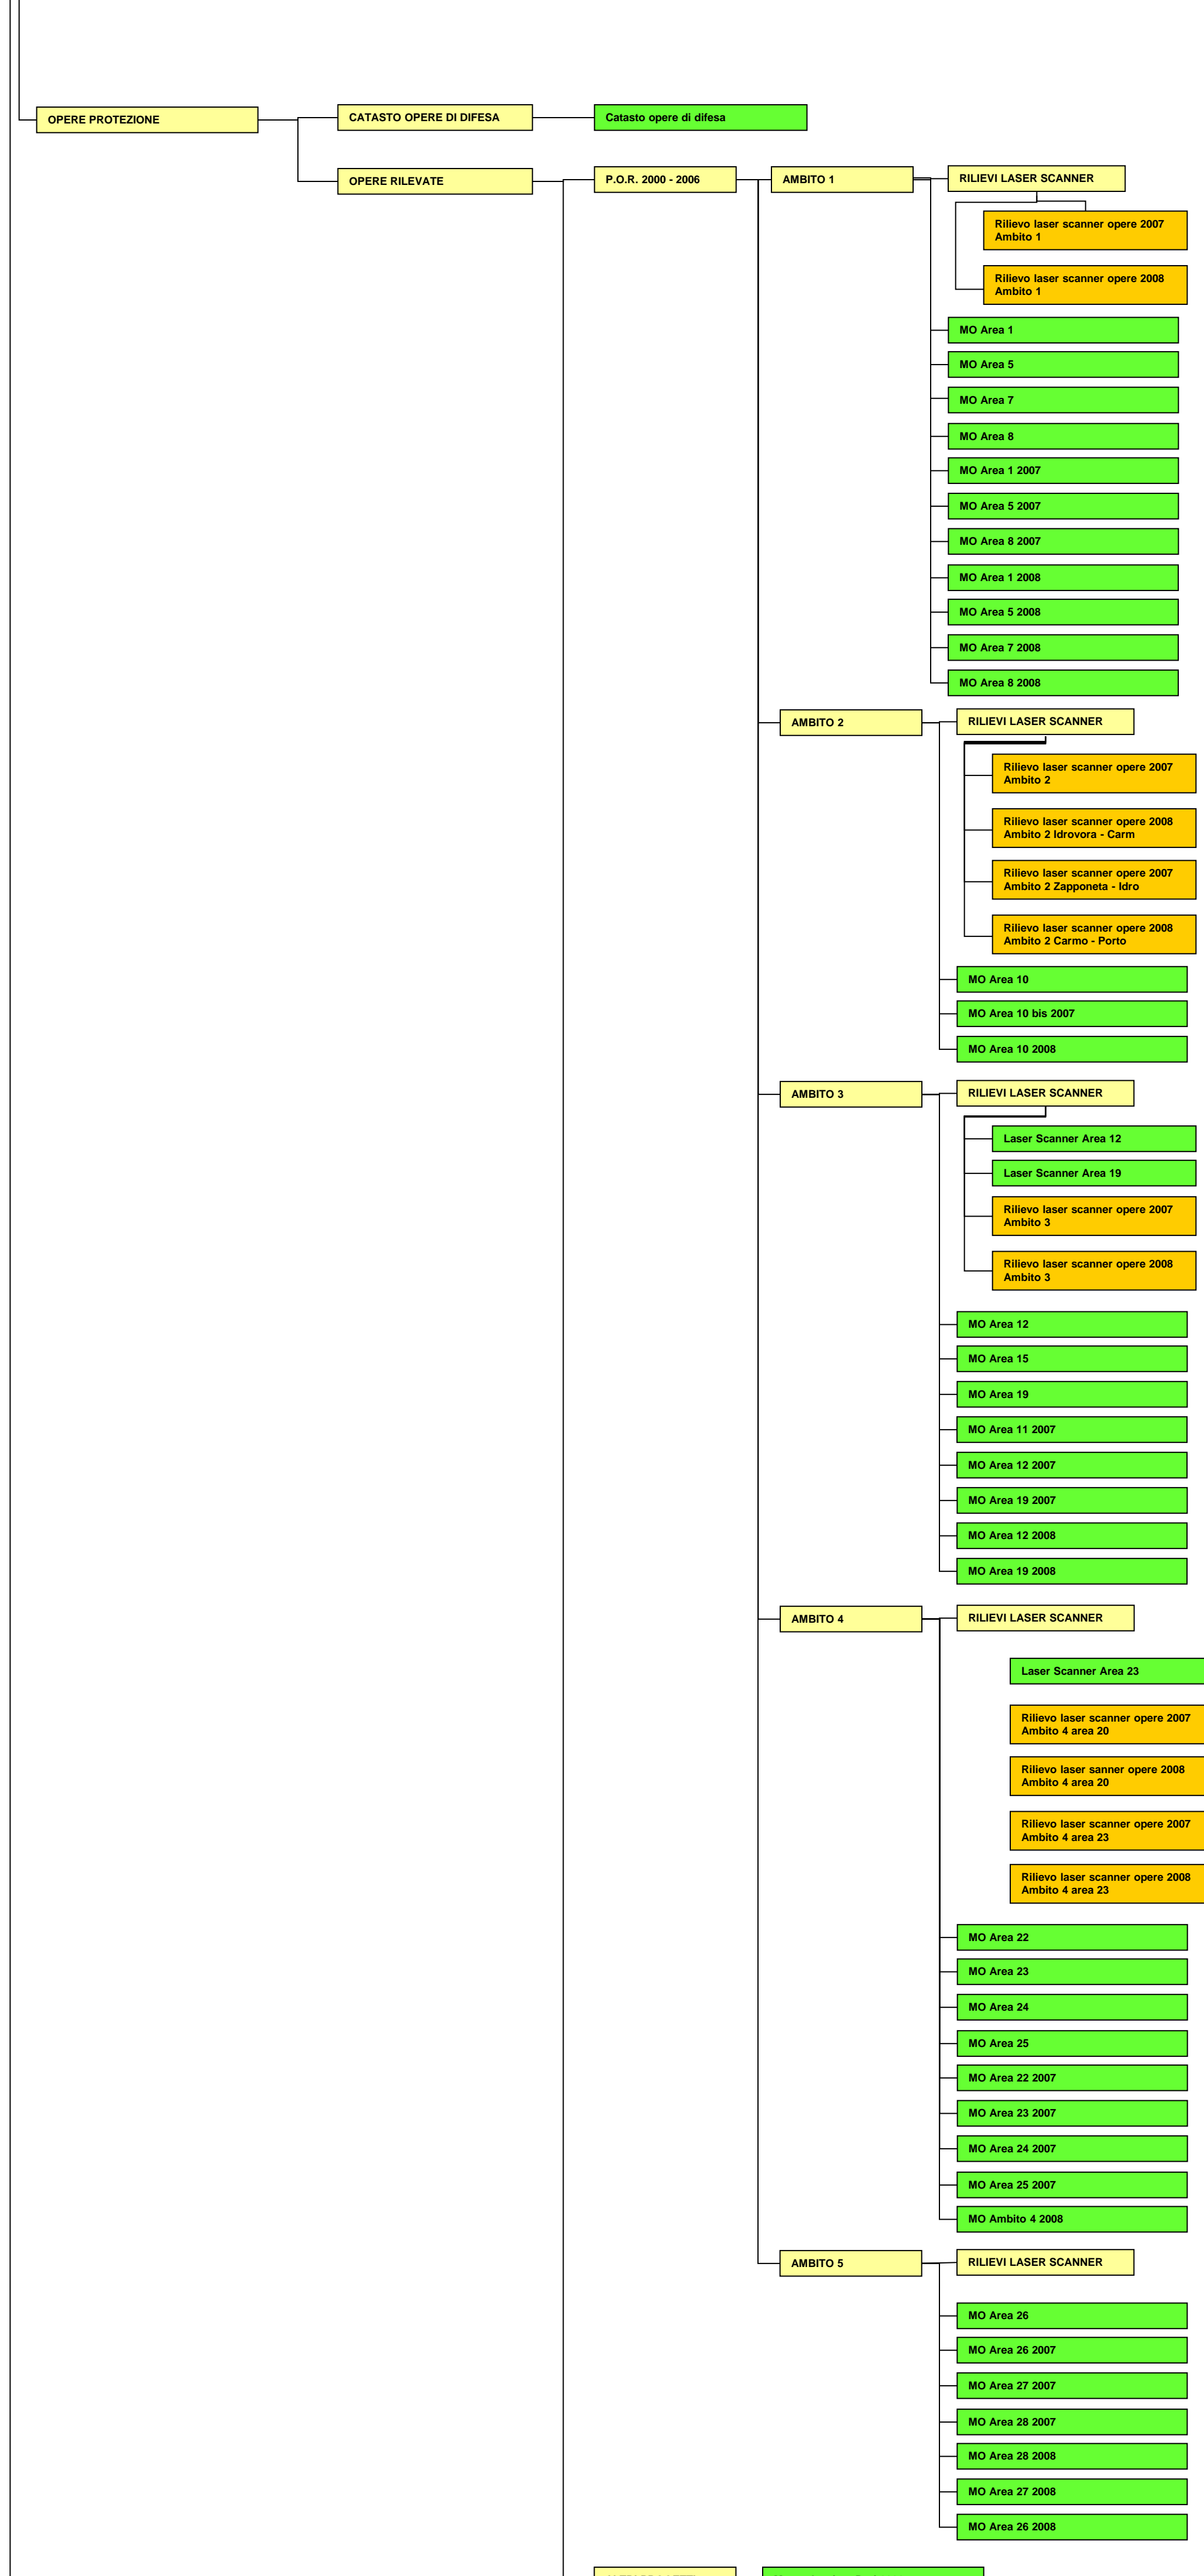 OPERE PROTEZIONE
CATASTO OPERE DI DIFESA
Catasto opere di difesa
OPERE RILEVATE
P.O.R. 2000 - 2006
AMBITO 1
RILIEVI LASER SCANNER
Rilievo laser scanner opere 2007
Ambito 1
Rilievo laser scanner opere 2008
Ambito 1
MO Area 1
MO Area 5
MO Area 7
MO Area 8
MO Area 1 2007
MO Area 5 2007
MO Area 8 2007
MO Area 1 2008
MO Area 5 2008
MO Area 7 2008
MO Area 8 2008
AMBITO 2
RILIEVI LASER SCANNER
Rilievo laser scanner opere 2007
Ambito 2
Rilievo laser scanner opere 2008
Ambito 2 Idrovora - Carm
Rilievo laser scanner opere 2007
Ambito 2 Zapponeta - Idro
Rilievo laser scanner opere 2008
Ambito 2 Carmo - Porto
MO Area 10
MO Area 10 bis 2007
MO Area 10 2008
AMBITO 3
RILIEVI LASER SCANNER
Laser Scanner Area 12
Laser Scanner Area 19
Rilievo laser scanner opere 2007
Ambito 3
Rilievo laser scanner opere 2008
Ambito 3
MO Area 12
MO Area 15
MO Area 19
MO Area 11 2007
MO Area 12 2007
MO Area 19 2007
MO Area 12 2008
MO Area 19 2008
AMBITO 4
RILIEVI LASER SCANNER
Laser Scanner Area 23
Rilievo laser scanner opere 2007
Ambito 4 area 20
Rilievo laser sanner opere 2008
Ambito 4 area 20
Rilievo laser scanner opere 2007
Ambito 4 area 23
Rilievo laser scanner opere 2008
Ambito 4 area 23
MO Area 22
MO Area 23
MO Area 24
MO Area 25
MO Area 22 2007
MO Area 23 2007
MO Area 24 2007
MO Area 25 2007
MO Ambito 4 2008
AMBITO 5
RILIEVI LASER SCANNER
MO Area 26
MO Area 26 2007
MO Area 27 2007
MO Area 28 2007
MO Area 28 2008
MO Area 27 2008
MO Area 26 2008